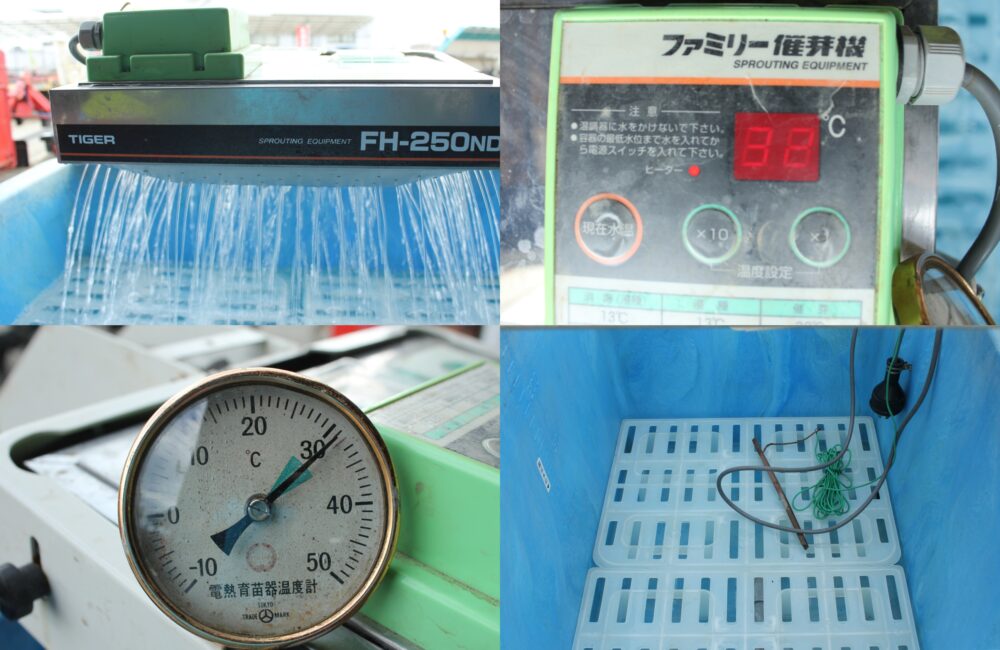 TIGER
SPROUTING EQUIPMENT FH-250ND
ファミリー催芽機
SPROUTING EQUIPMENT
注意
●温調器に水をかけないで下さい。
●容器の最低水位まで水を入れてか
ら電源スイッチを入れて下さい。
32 ℃
ヒーター
現在水温 ×10 ×1
温度設定
13℃
-10 0 10 20 30 40 50
℃
電熱育苗器温度計
TOKYO
TRADE MARK